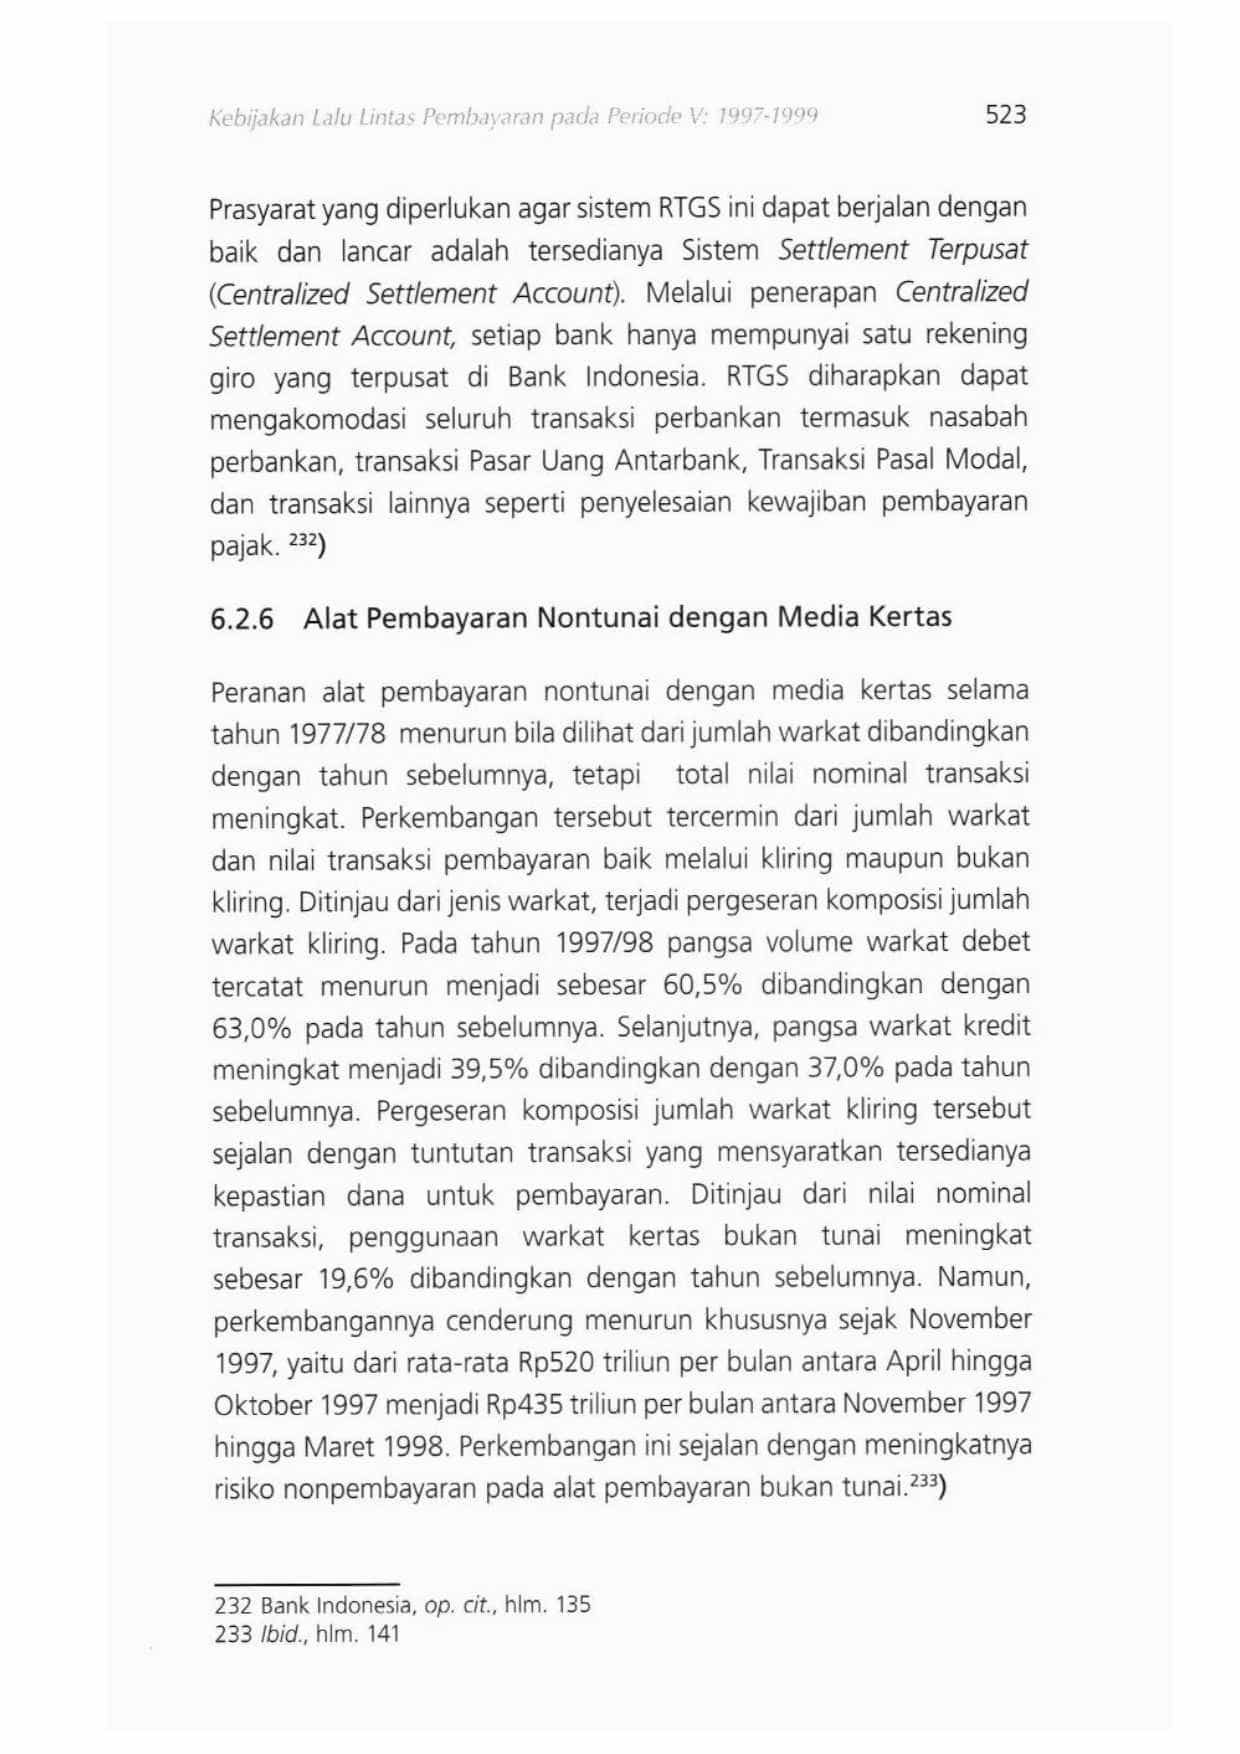 Kebijakan Lalu Lintas Pembayaran pada Periode V: 1997-1999 523
Prasyarat yang diperlukan agar sistem RTGS ini dapat berjalan dengan
baik dan lancar adalah tersedianya Sistem Settlement Terpusat
(Centralized Settlement Account). Melalui penerapan Centralized
Settlement Account, setiap bank hanya mempunyai satu rekening
giro yang terpusat di Bank Indonesia. RTGS diharapkan dapat
mengakomodasi seluruh transaksi perbankan termasuk nasabah
perbankan, transaksi Pasar Uang Antarbank, Transaksi Pasal Modal,
dan transaksi lainnya seperti penyelesaian kewajiban pembayaran
pajak. 232)
6.2.6 Alat Pembayaran Nontunai dengan Media Kertas
Peranan alat pembayaran nontunai dengan media kertas selama
tahun 1977/78 menurun bila dilihat dari jumlah warkat dibandingkan
dengan tahun sebelumnya, tetapi total nilai nominal transaksi
meningkat. Perkembangan tersebut tercermin dari jumlah warkat
dan nilai transaksi pembayaran baik melalui kliring maupun bukan
kliring. Ditinjau dari jenis warkat, terjadi pergeseran komposisi jumlah
warkat kliring. Pada tahun 1997/98 pangsa volume warkat debet
tercatat menurun menjadi sebesar 60,5% dibandingkan dengan
63,0% pada tahun sebelumnya. Selanjutnya, pangsa warkat kredit
meningkat menjadi 39,5% dibandingkan dengan 37,0% pada tahun
sebelumnya. Pergeseran komposisi jumlah warkat kliring tersebut
sejalan dengan tuntutan transaksi yang mensyaratkan tersedianya
kepastian dana untuk pembayaran. Ditinjau dari nilai nominal
transaksi, penggunaan warkat kertas bukan tunai meningkat
sebesar 19,6% dibandingkan dengan tahun sebelumnya. Namun,
perkembangannya cenderung menurun khususnya sejak November
1997, yaitu dari rata-rata Rp520 triliun per bulan antara April hingga
Oktober 1997 menjadi Rp435 triliun per bulan antara November 1997
hingga Maret 1998. Perkembangan ini sejalan dengan meningkatnya
risiko nonpembayaran pada alat pembayaran bukan tunai.233)
232 Bank Indonesia, op. cit., hlm. 135
233 Ibid., hlm. 141